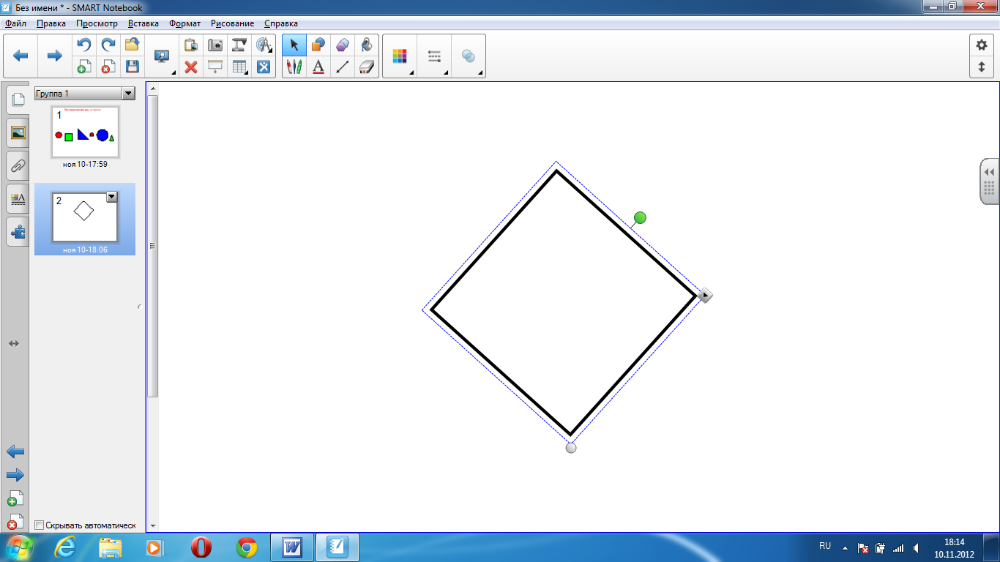 Без имени * - SMART Notebook
Файл Правка Просмотр Вставка Формат Рисование Справка
Группа 1
1
ноя 10-17:59
2
ноя 10-18:06
Скрывать автоматическ
RU
18:14
10.11.2012